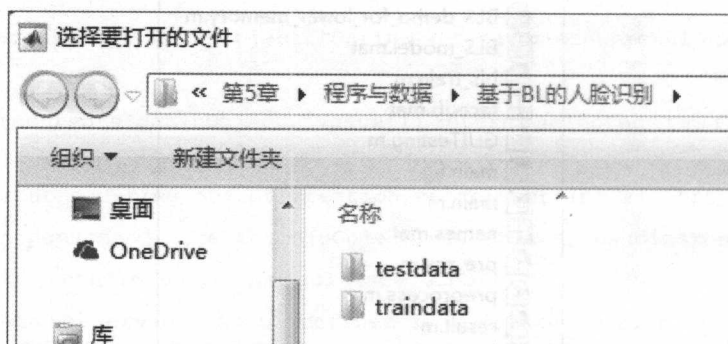 选择要打开的文件
« 第5章 ▶ 程序与数据 ▶ 基于BL的人脸识别 ▶
组织 ▼ 新建文件夹
桌面
OneDrive
库
名称
testdata
traindata